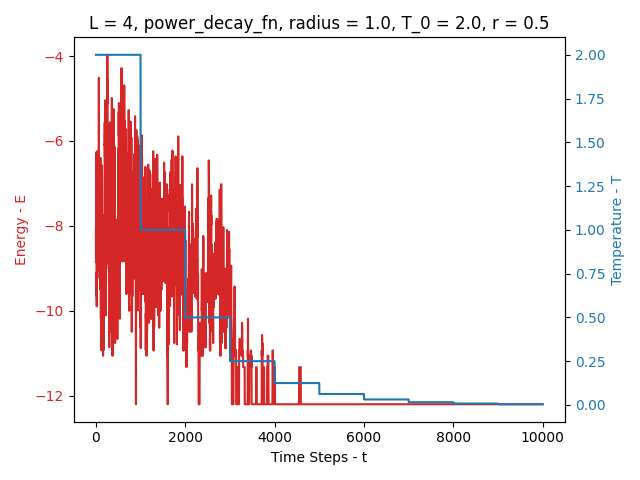 L = 4, power_decay_fn, radius = 1.0, T_0 = 2.0, r = 0.5
−4
−6
−8
−10
−12
Energy - E
2.00
1.75
1.50
1.25
1.00
0.75
0.50
0.25
0.00
Temperature - T
0 2000 4000 6000 8000 10000
Time Steps - t